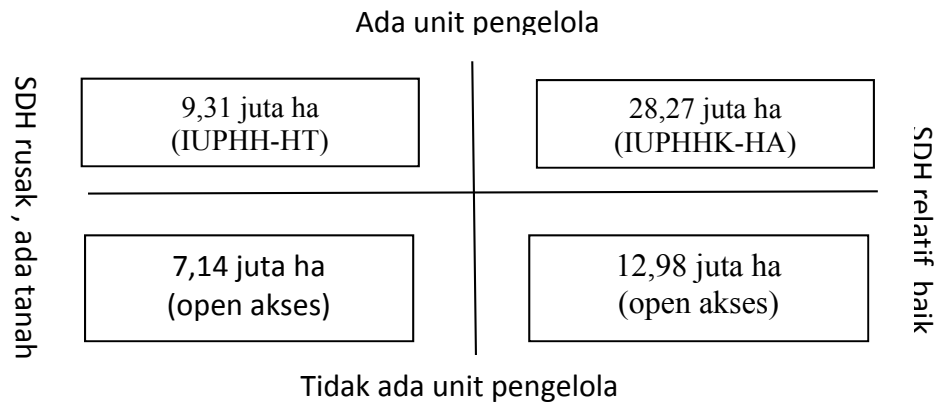 Ada unit pengelola
SDH rusak , ada tanah
9,31 juta ha
(IUPHH-HT)
28,27 juta ha
(IUPHHK-HA)
SDH relatif baik
7,14 juta ha
(open akses)
12,98 juta ha
(open akses)
Tidak ada unit pengelola